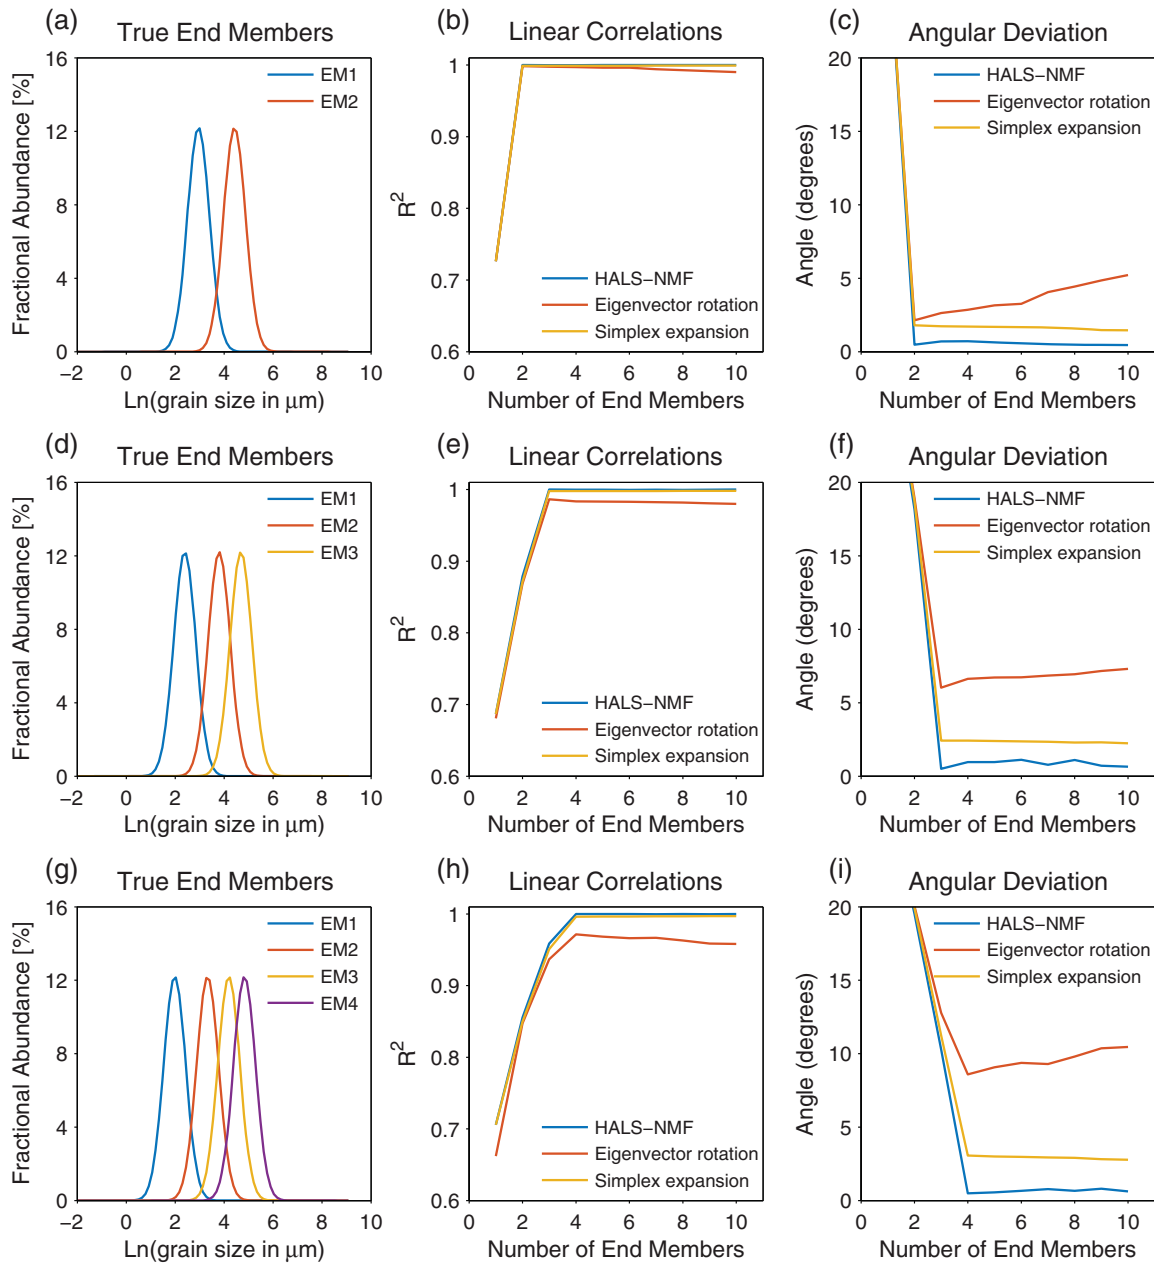 (a)
True End Members
Fractional Abundance [%]
16
12
8
4
0
EM1
EM2
−2 0 2 4 6 8 10
Ln(grain size in μm)
(b)
Linear Correlations
R²
1
0.9
0.8
0.7
0.6
HALS−NMF
Eigenvector rotation
Simplex expansion
0 2 4 6 8 10
Number of End Members
(c)
Angular Deviation
Angle (degrees)
20
15
10
5
0
HALS−NMF
Eigenvector rotation
Simplex expansion
0 2 4 6 8 10
Number of End Members
(d)
True End Members
Fractional Abundance [%]
16
12
8
4
0
EM1
EM2
EM3
−2 0 2 4 6 8 10
Ln(grain size in μm)
(e)
Linear Correlations
R²
1
0.9
0.8
0.7
0.6
HALS−NMF
Eigenvector rotation
Simplex expansion
0 2 4 6 8 10
Number of End Members
(f)
Angular Deviation
Angle (degrees)
20
15
10
5
0
HALS−NMF
Eigenvector rotation
Simplex expansion
0 2 4 6 8 10
Number of End Members
(g)
True End Members
Fractional Abundance [%]
16
12
8
4
0
EM1
EM2
EM3
EM4
−2 0 2 4 6 8 10
Ln(grain size in μm)
(h)
Linear Correlations
R²
1
0.9
0.8
0.7
0.6
HALS−NMF
Eigenvector rotation
Simplex expansion
0 2 4 6 8 10
Number of End Members
(i)
Angular Deviation
Angle (degrees)
20
15
10
5
0
HALS−NMF
Eigenvector rotation
Simplex expansion
0 2 4 6 8 10
Number of End Members